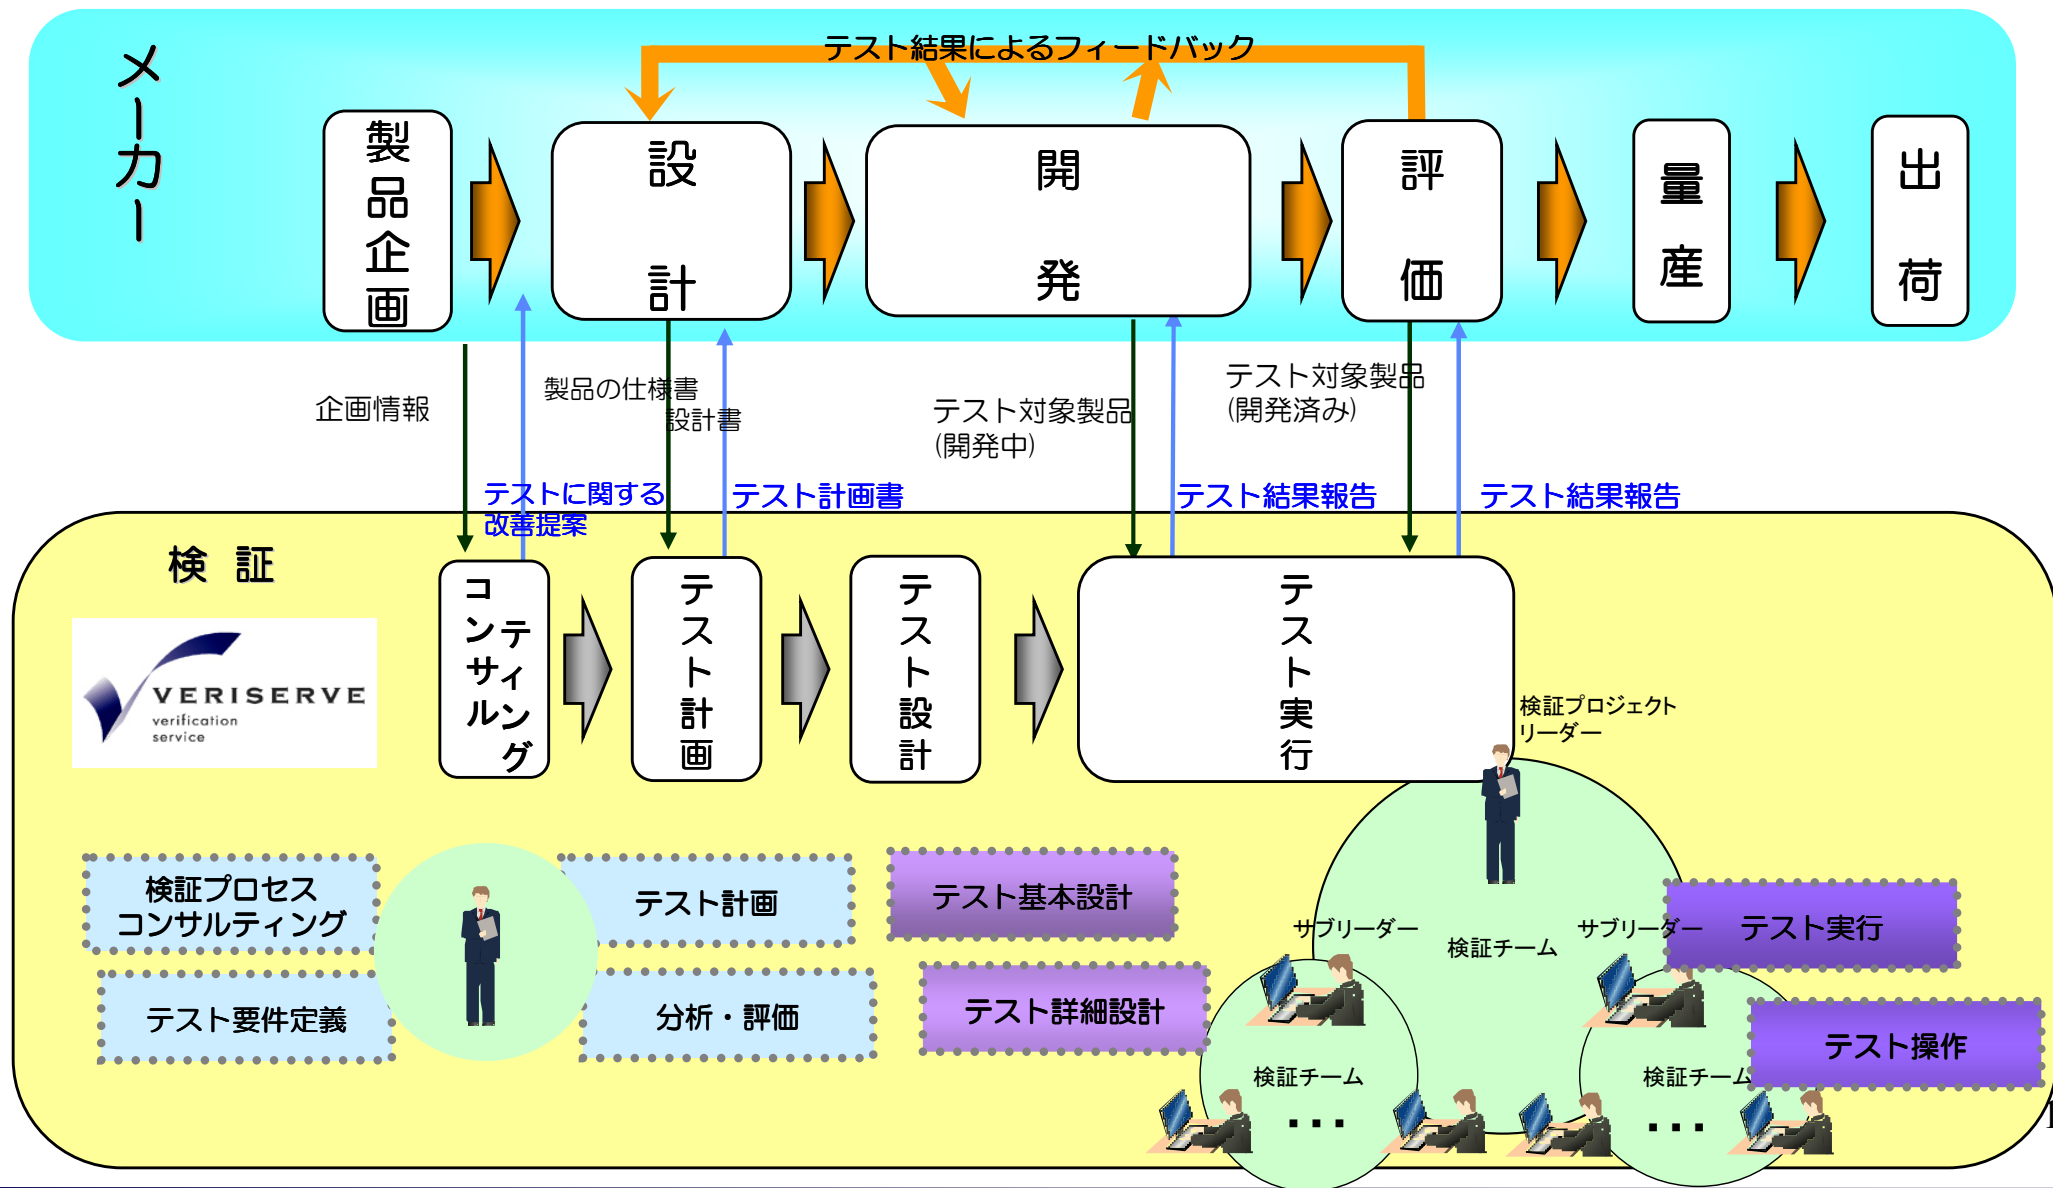 メーカー
テスト結果によるフィードバック
製品企画
設計
開発
評価
量産
出荷
企画情報
製品の仕様書
設計書
テスト対象製品
(開発中)
テスト対象製品
(開発済み)
テストに関する
改善提案
テスト計画書
テスト結果報告
テスト結果報告
検 証
VERISERVE
verification
service
コンサル
ティング
テスト計画
テスト設計
テスト実行
検証プロジェクト
リーダー
検証プロセス
コンサルティング
テスト要件定義
テスト計画
分析・評価
テスト基本設計
テスト詳細設計
サブリーダー
検証チーム
サブリーダー
テスト実行
テスト操作
検証チーム
・・・
検証チーム
・・・
1